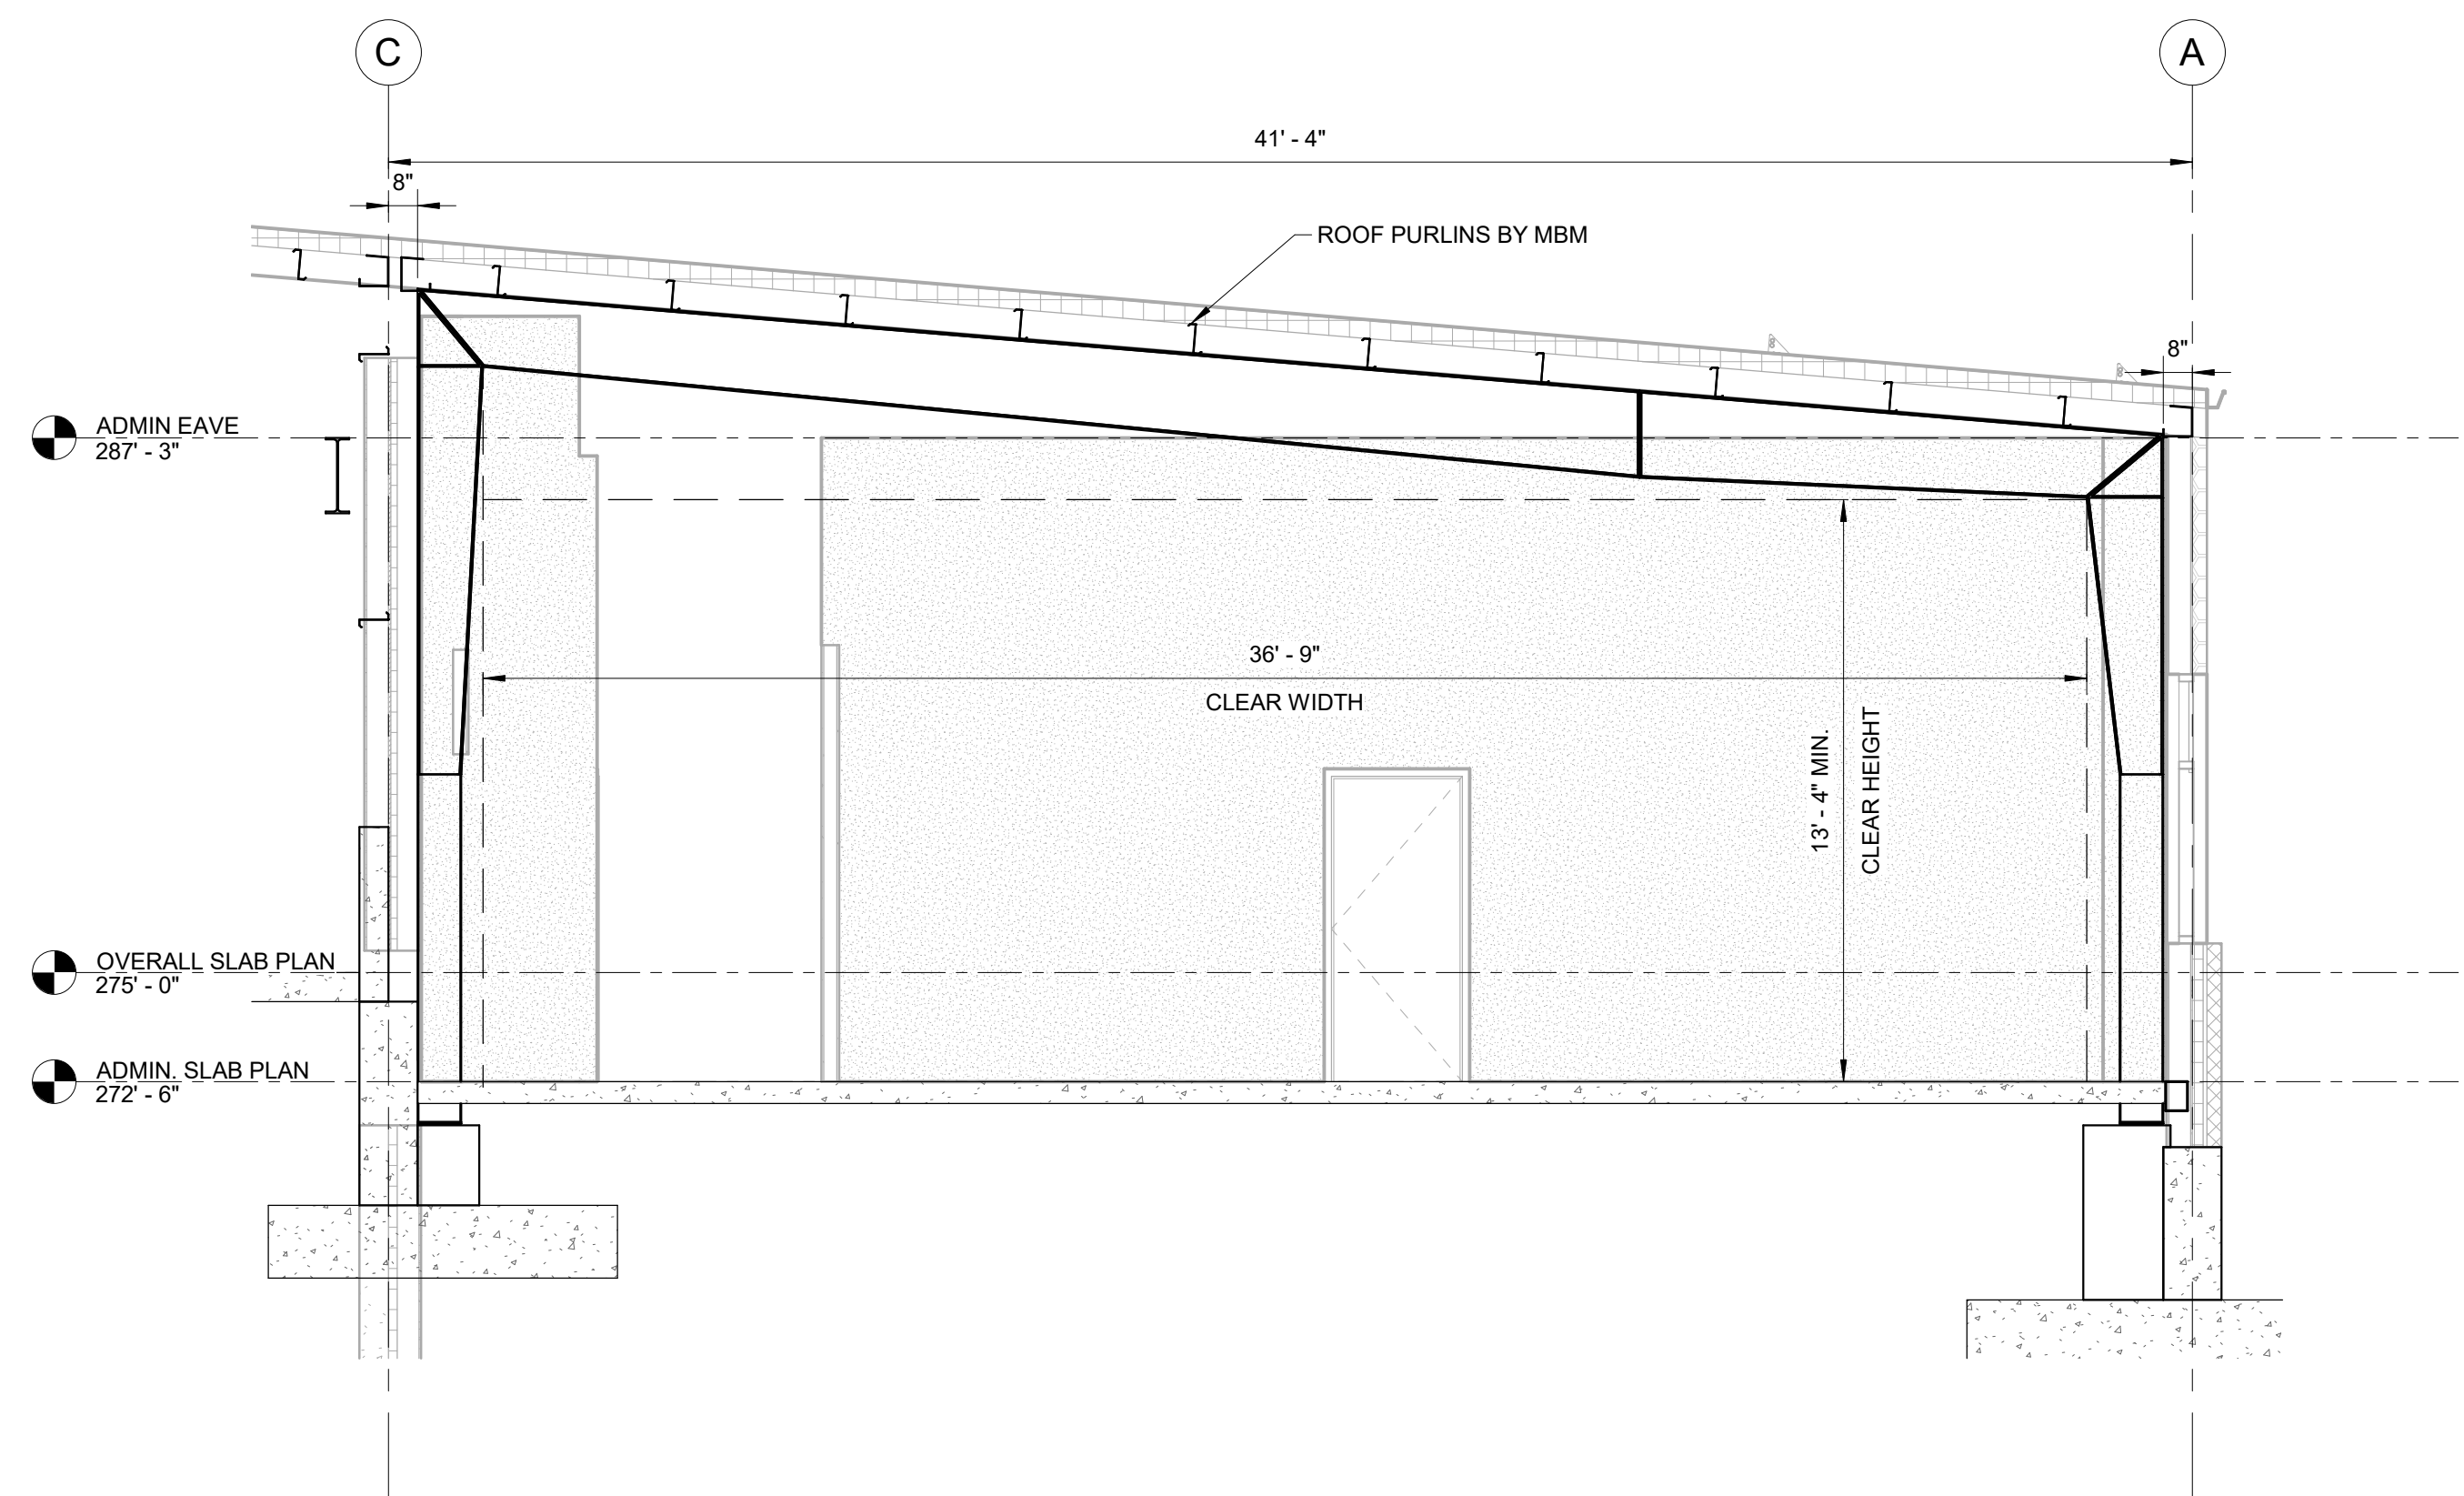 C
A
41' - 4"
8"
ROOF PURLINS BY MBM
8"
ADMIN EAVE
287' - 3"
36' - 9"
CLEAR WIDTH
13' - 4" MIN.
CLEAR HEIGHT
OVERALL SLAB PLAN
275' - 0"
ADMIN. SLAB PLAN
272' - 6"